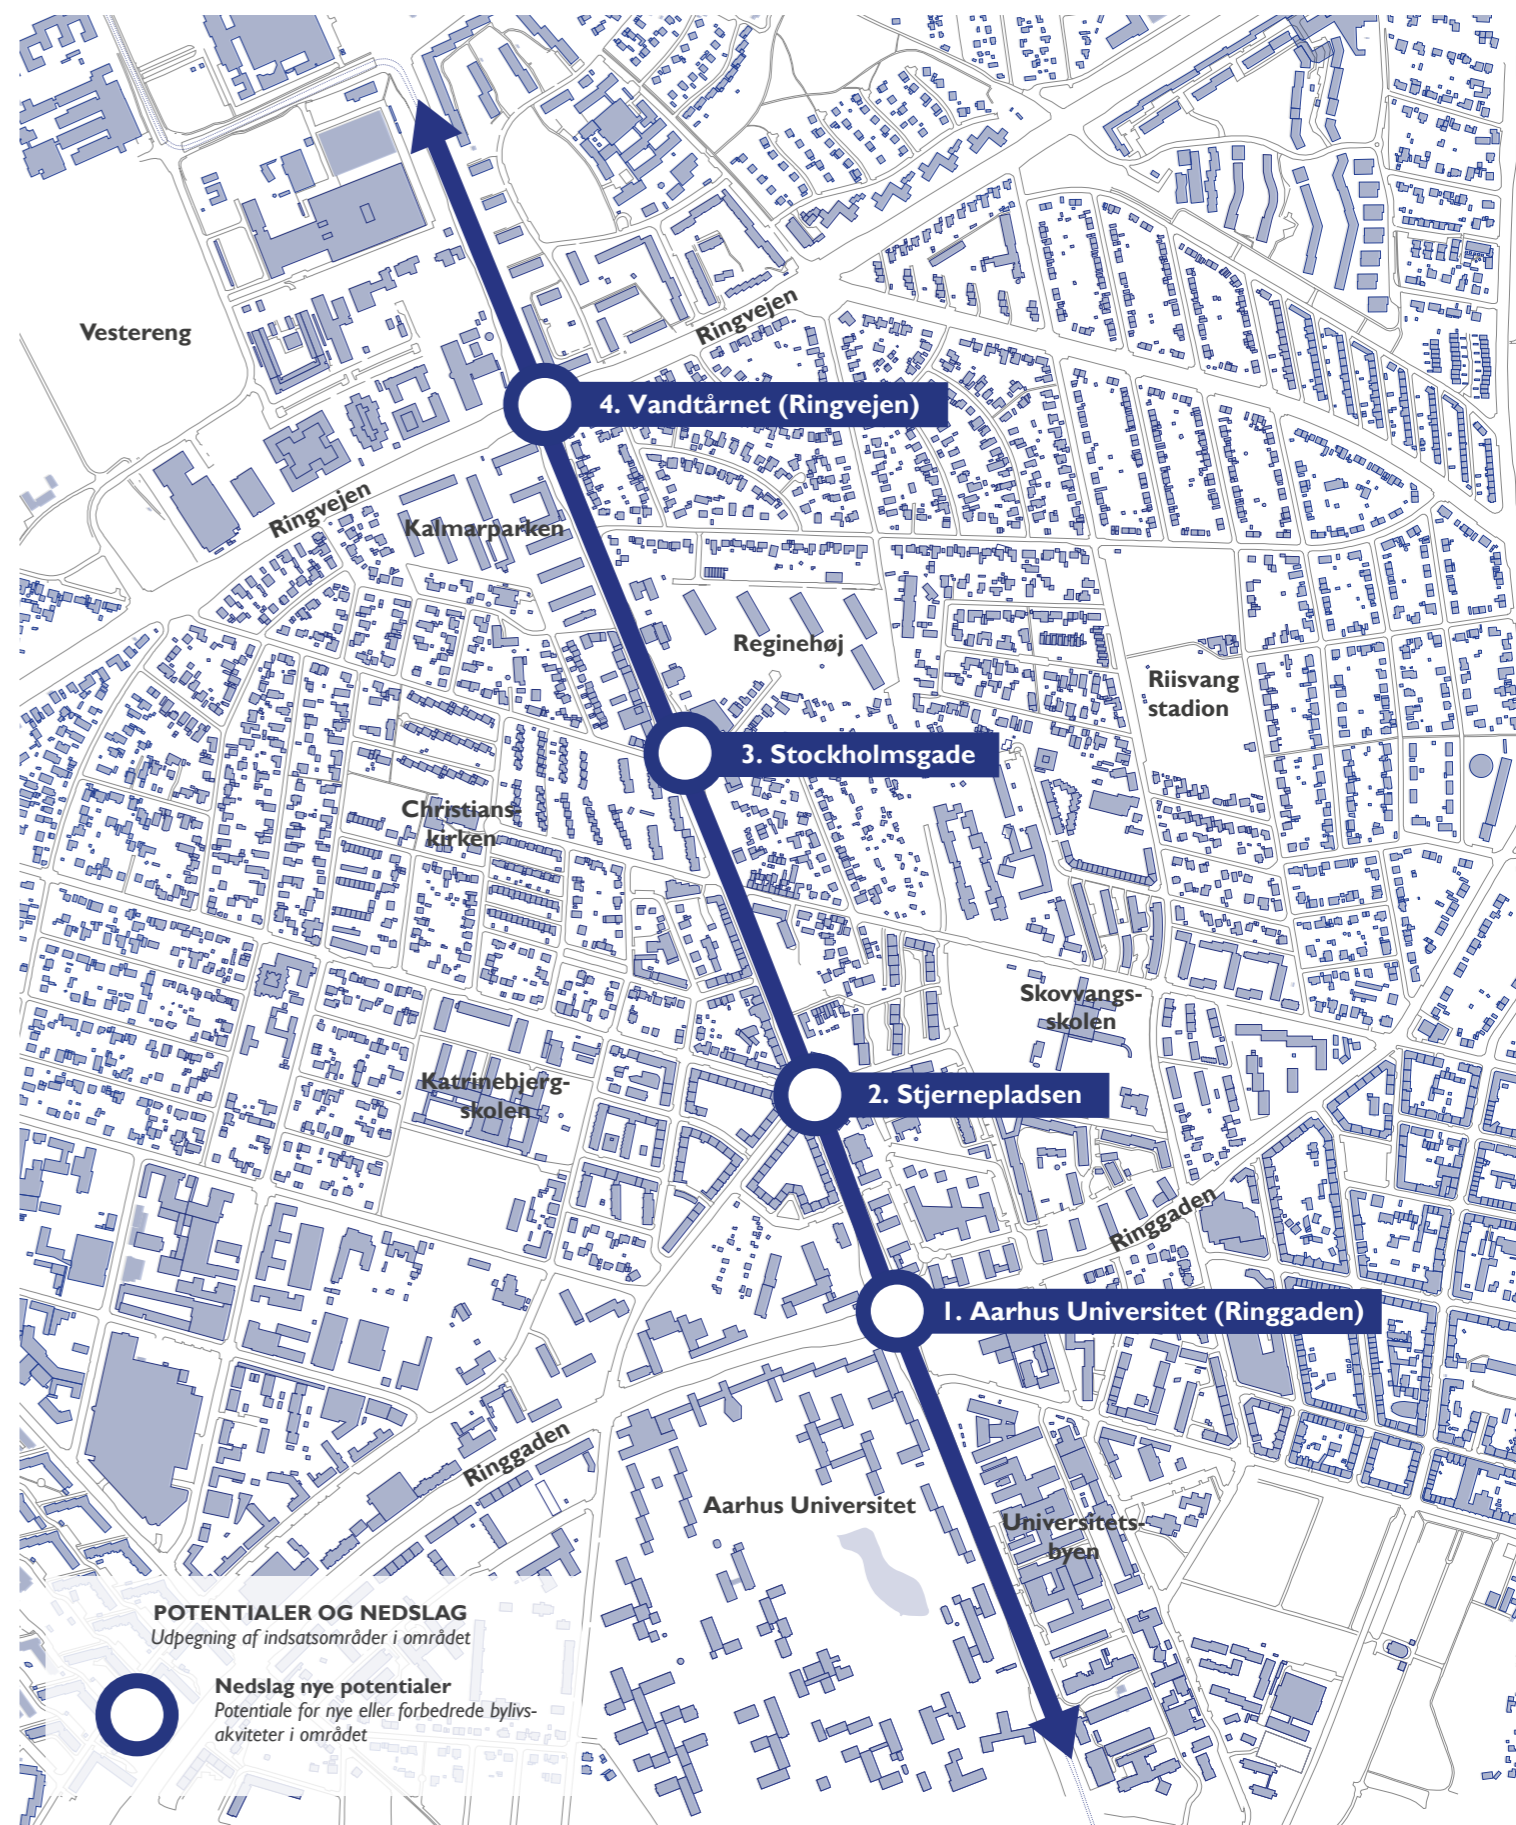 Vestereng
Ringvejen
4. Vandtårnet (Ringvejen)
Ringvejen
Kalmarparken
Reginehøj
Riisvang
stadion
3. Stockholmsgade
Christians-
kirken
Skovvangs-
skolen
Katrinebjerg-
skolen
2. Stjernepladsen
Ringgaden
1. Aarhus Universitet (Ringgaden)
Ringgaden
Aarhus Universitet
Universitets-
byen
POTENTIALER OG NEDSLAG
Udpegning af indsatsområder i området
Nedslag nye potentialer
Potentiale for nye eller forbedrede bylivs-
akviteter i området